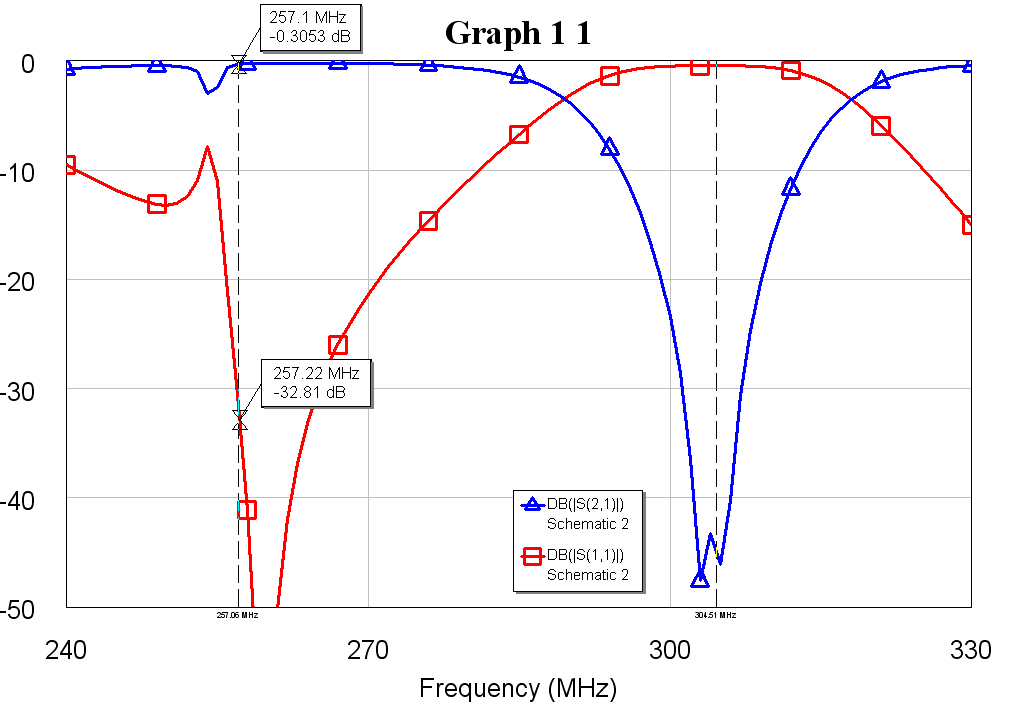 Graph 1 1
257.1 MHz
-0.3053 dB
0
-10
-20
-30
-40
-50
257.22 MHz
-32.81 dB
DB(|S(2,1)|)
Schematic 2
DB(|S(1,1)|)
Schematic 2
257.06 MHz
304.51 MHz
240
270
300
330
Frequency (MHz)